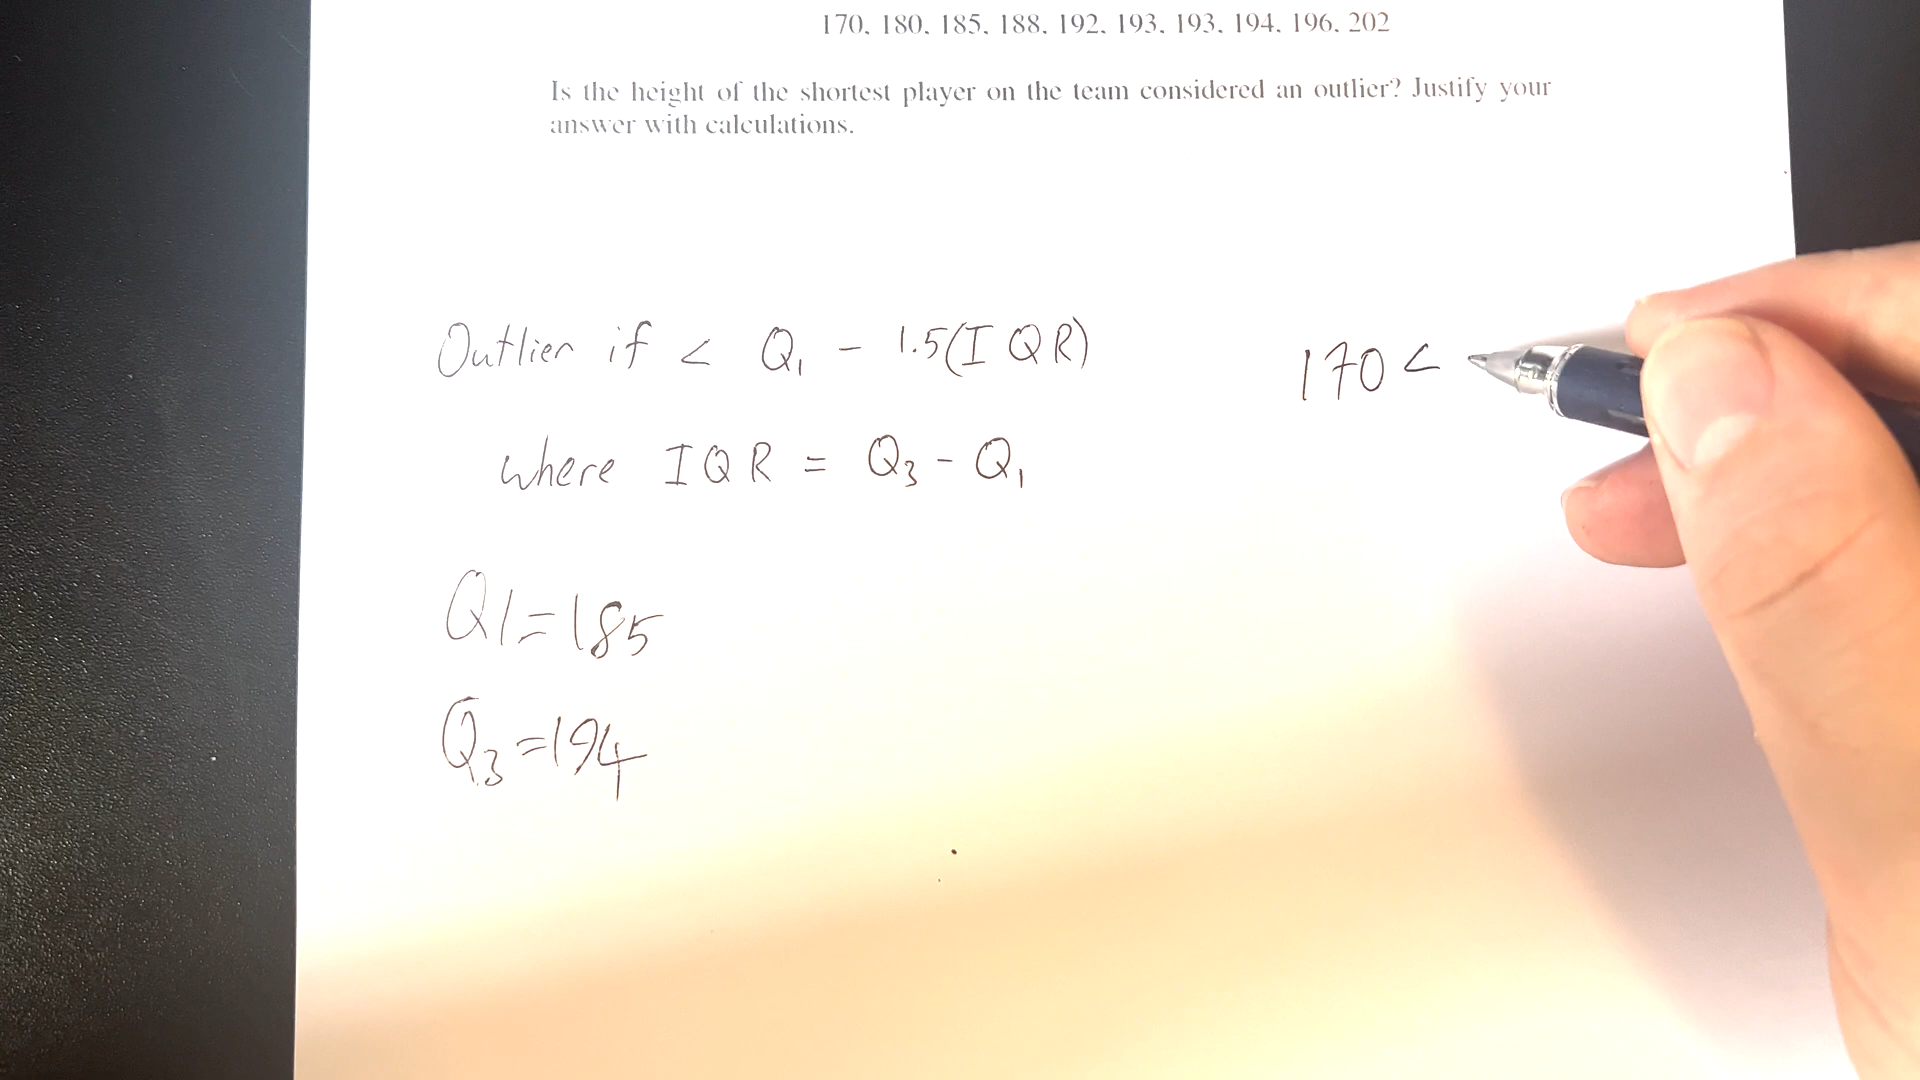 170, 180, 185, 188, 192, 193, 193, 194, 196, 202
Is the height of the shortest player on the team considered an outlier? Justify your
answer with calculations.
Outlier if < Q₁ - 1.5(IQR)
170 <
where IQR = Q₃ - Q₁
Q1=185
Q₃=194